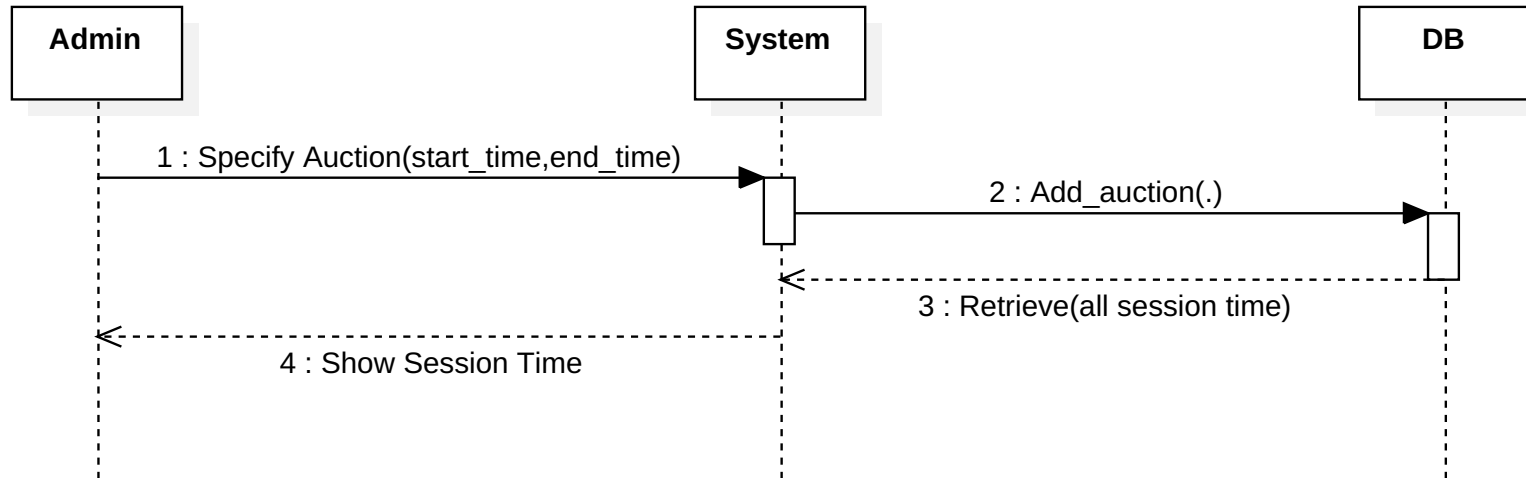 Admin
System
DB
1 : Specify Auction(start_time,end_time)
2 : Add_auction(.)
3 : Retrieve(all session time)
4 : Show Session Time